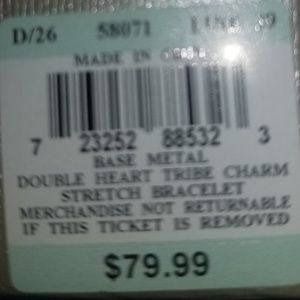 D/26 58071 LINE
MADE IN
7 23252 88532 3
BASE METAL
DOUBLE HEART TRIBE CHARM
STRETCH BRACELET
MERCHANDISE NOT RETURNABLE
IF THIS TICKET IS REMOVED
$79.99